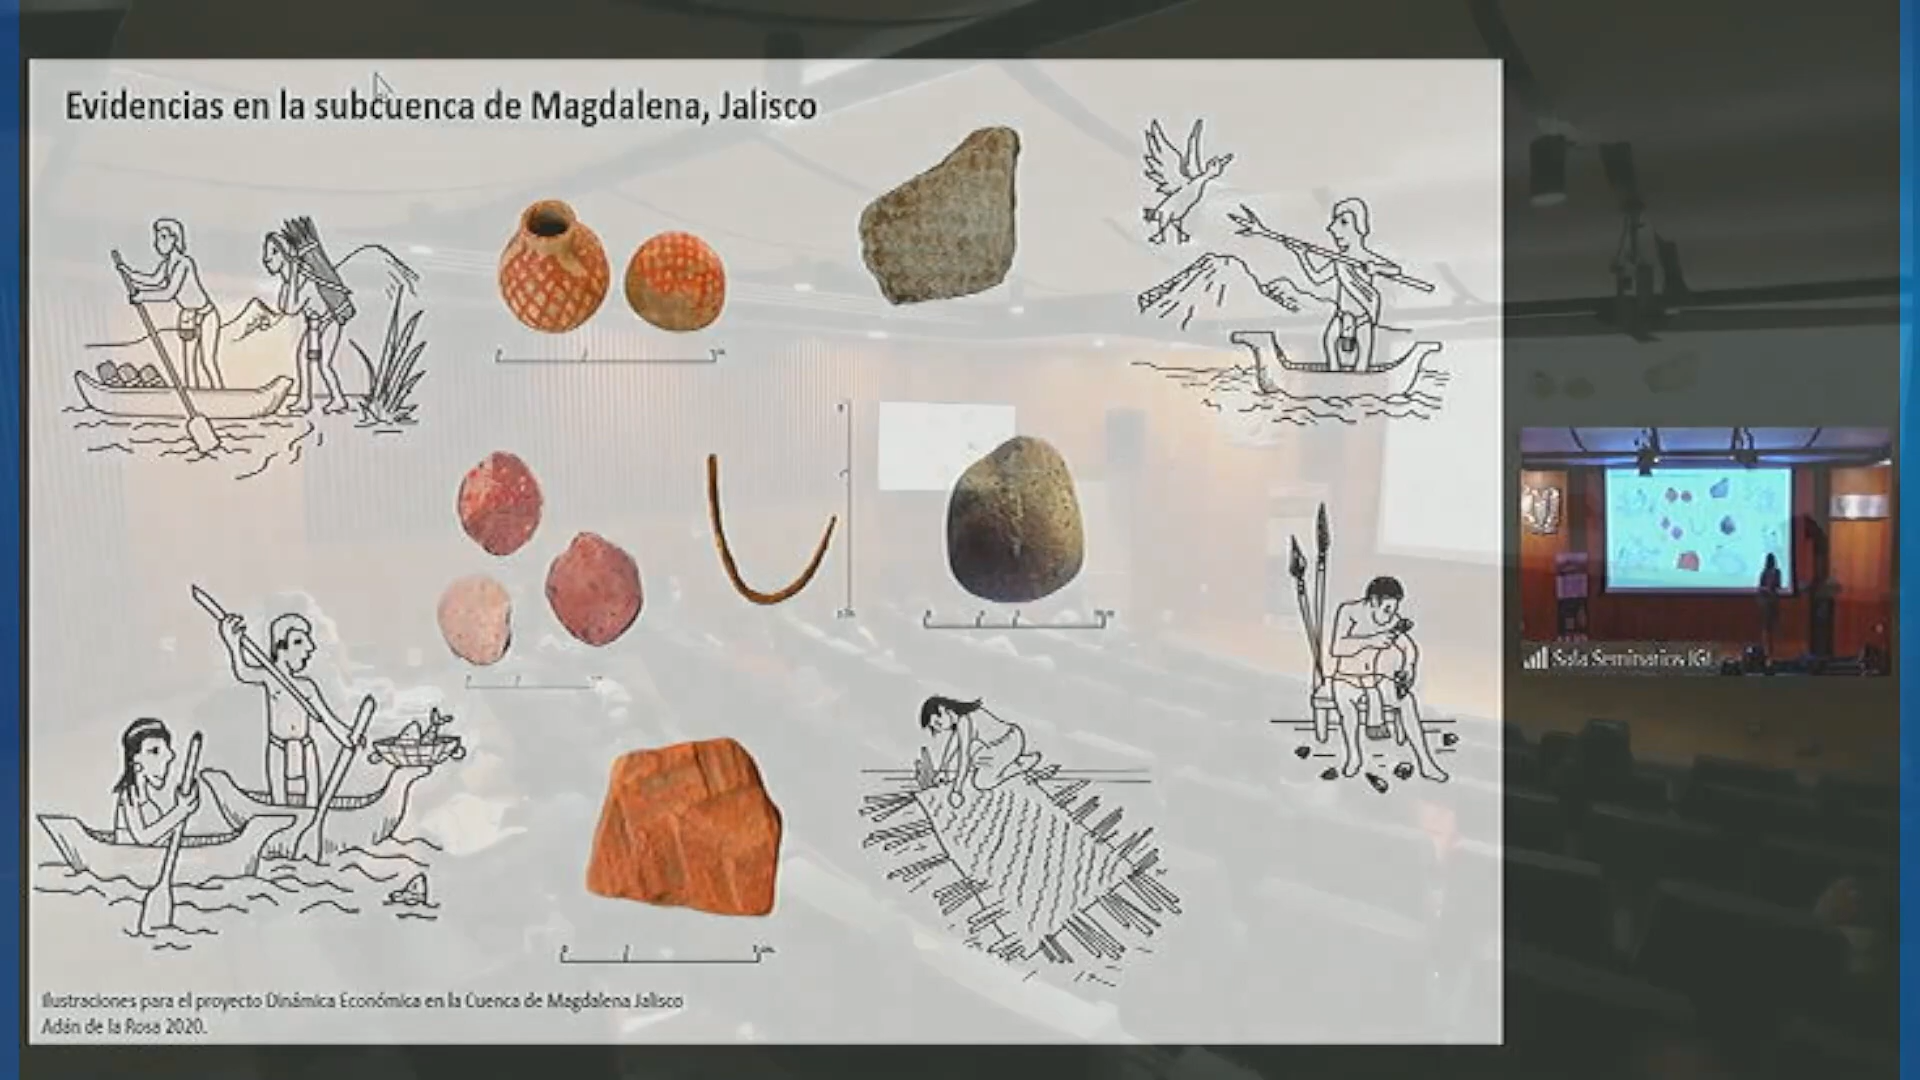 Evidencias en la subcuenca de Magdalena, Jalisco
Ilustraciones para el proyecto Dinámica Económica en la Cuenca de Magdalena Jalisco
Adán de la Rosa 2020.
Sala Seminarios IGI